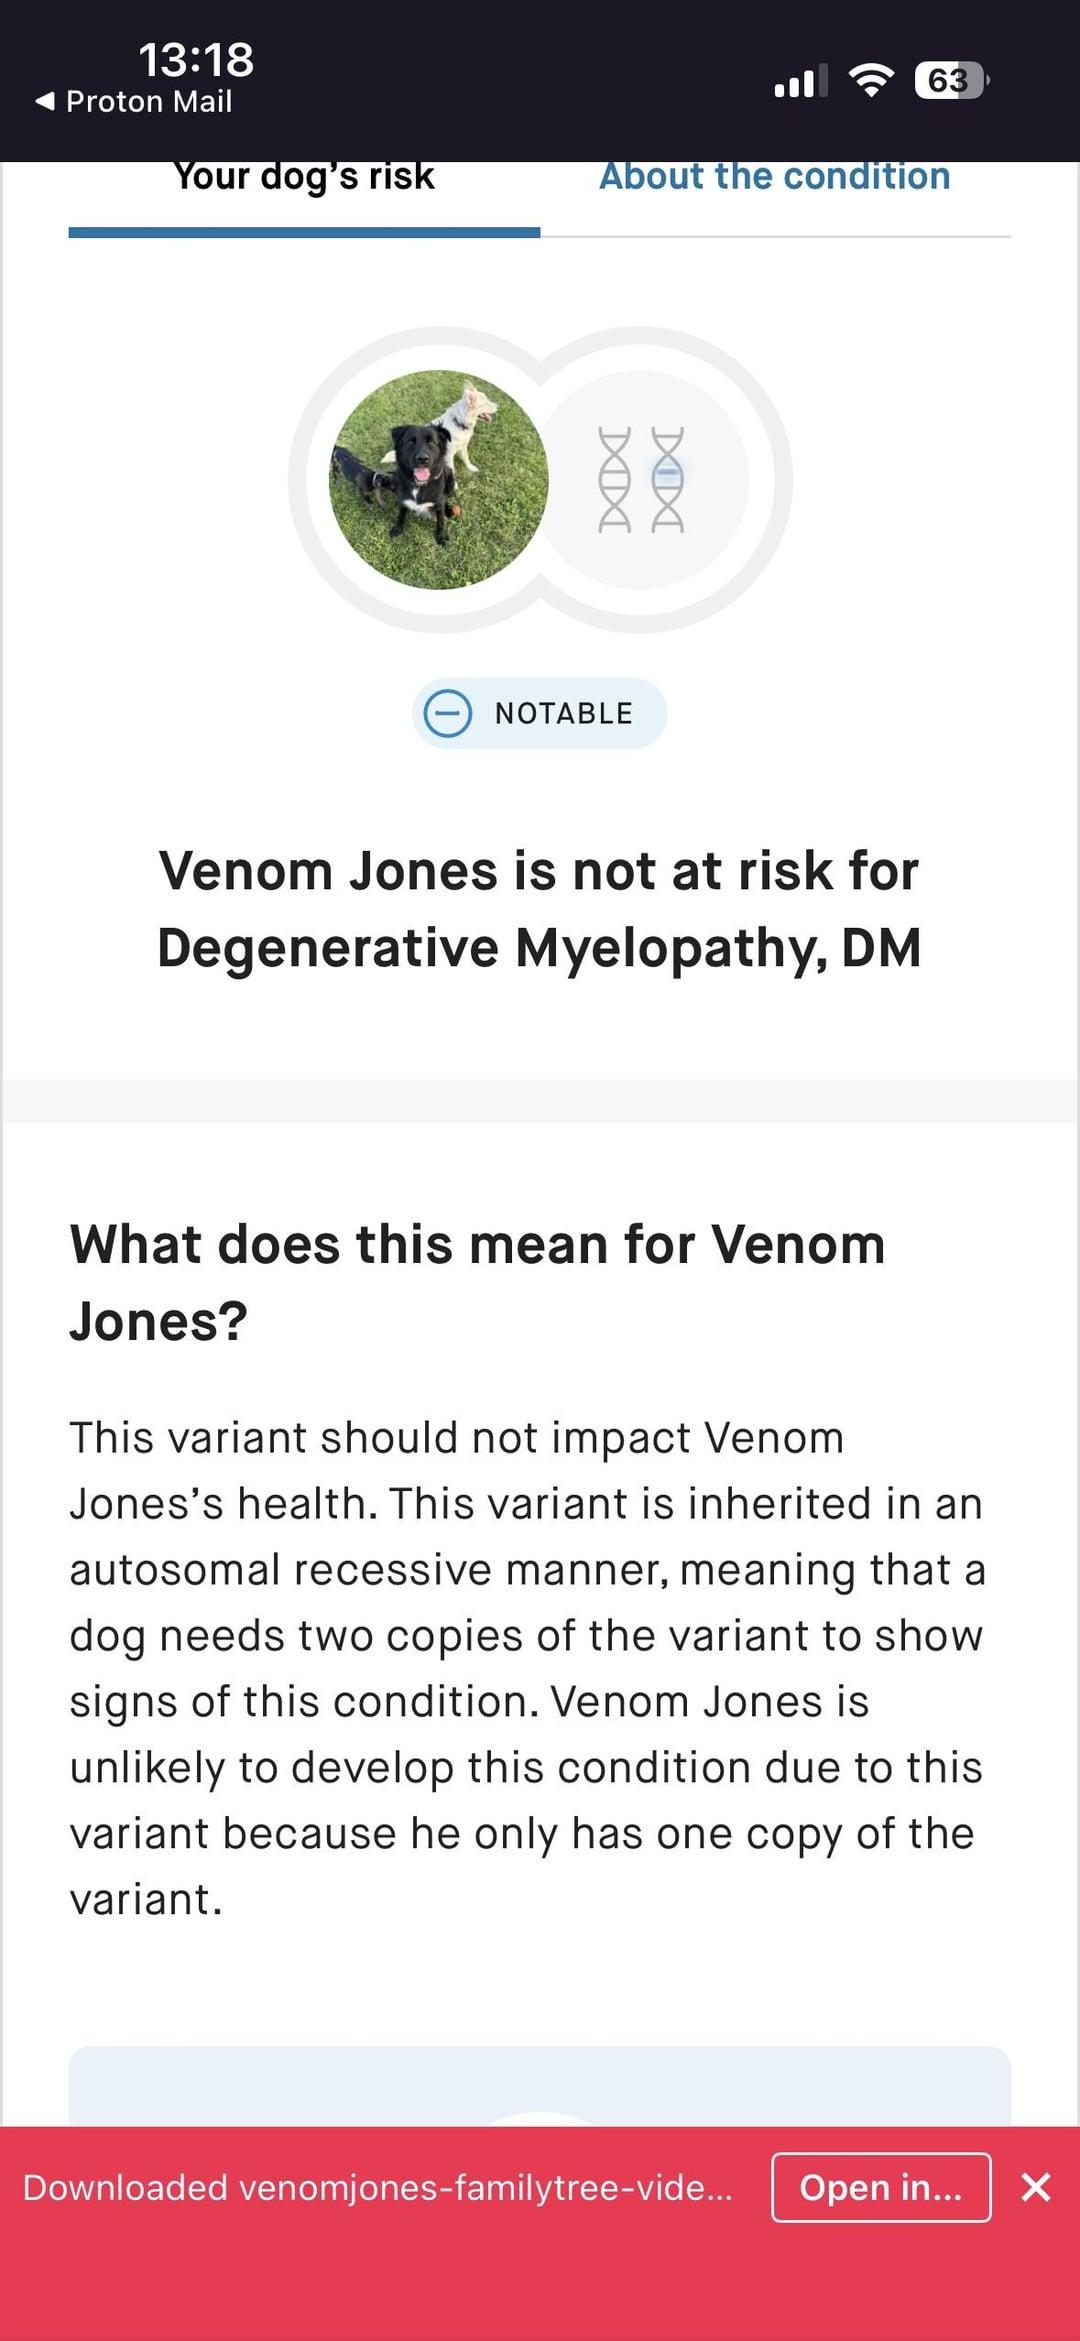 13:18
◀ Proton Mail
63
Your dog's risk
About the condition
NOTABLE
Venom Jones is not at risk for
Degenerative Myelopathy, DM
What does this mean for Venom
Jones?
This variant should not impact Venom
Jones's health. This variant is inherited in an
autosomal recessive manner, meaning that a
dog needs two copies of the variant to show
signs of this condition. Venom Jones is
unlikely to develop this condition due to this
variant because he only has one copy of the
variant.
Downloaded venomjones-familytree-vide...
Open in...